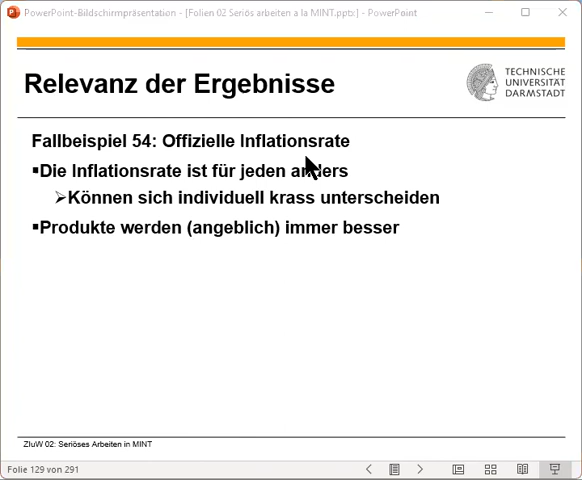 PowerPoint-Bildschirmpräsentation - [Folien 02 Seriös arbeiten a la MINT.pptx:] - PowerPoint
Relevanz der Ergebnisse
TECHNISCHE
UNIVERSITÄT
DARMSTADT
Fallbeispiel 54: Offizielle Inflationsrate
▪Die Inflationsrate ist für jeden anders
➢Können sich individuell krass unterscheiden
▪Produkte werden (angeblich) immer besser
ZIuW 02: Seriöses Arbeiten in MINT
Folie 129 von 291